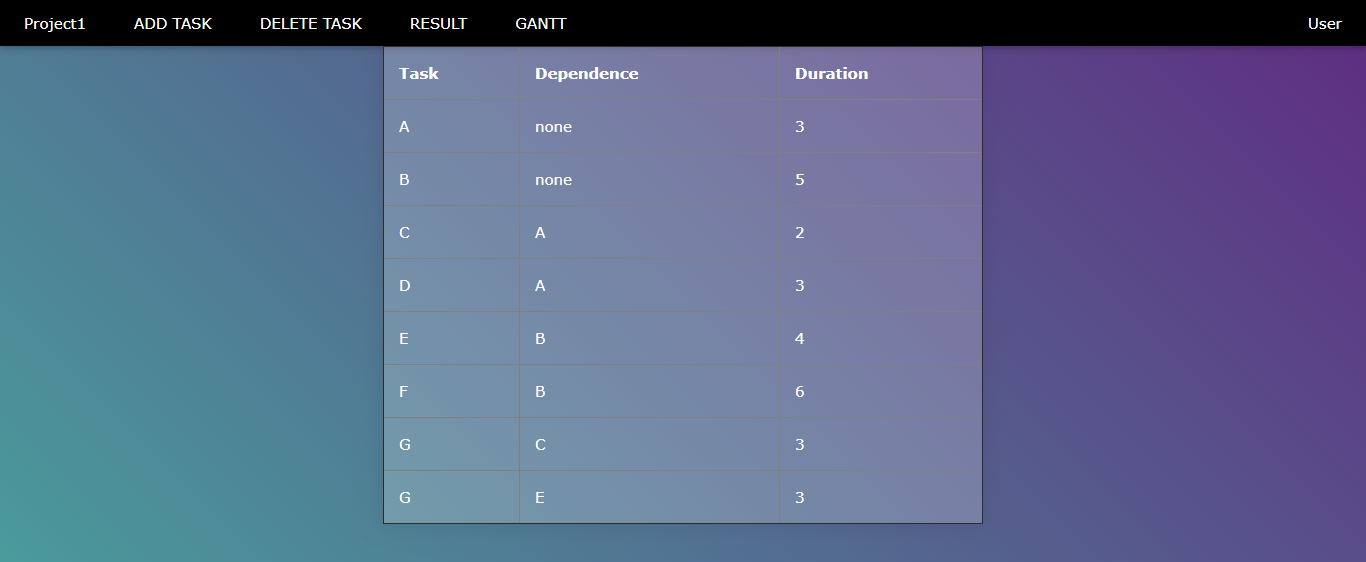 Project1 ADD TASK DELETE TASK RESULT GANTT User
Task Dependence Duration
A none 3
B none 5
C A 2
D A 3
E B 4
F B 6
G C 3
G E 3